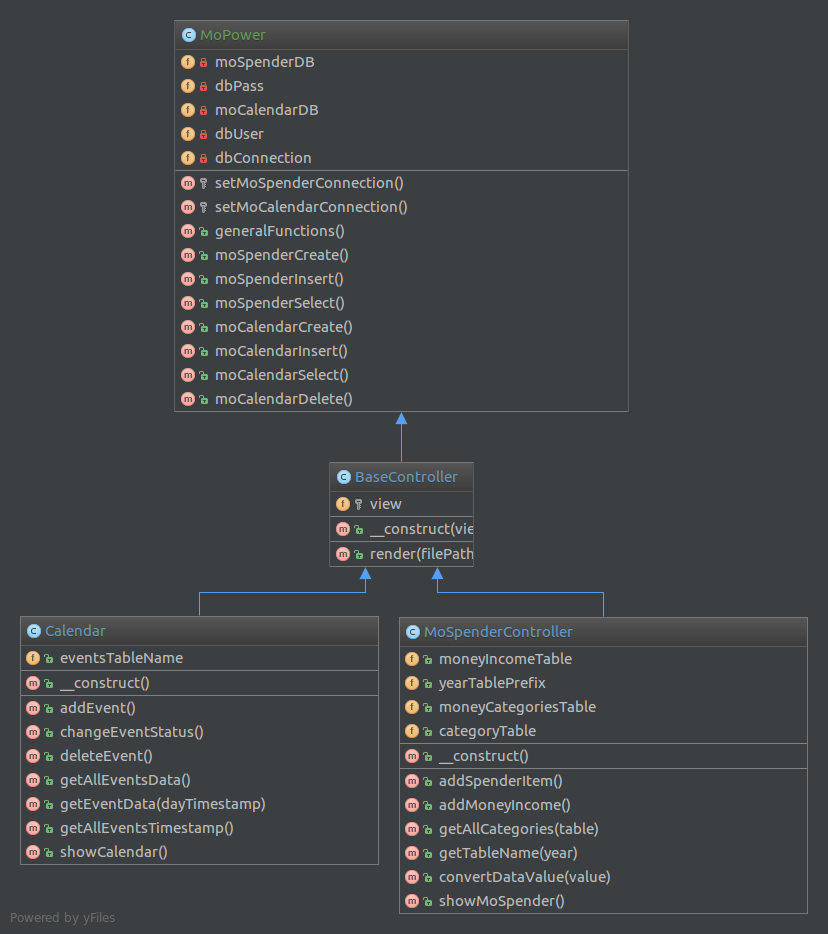 MoPower
moSpenderDB
dbPass
moCalendarDB
dbUser
dbConnection
setMoSpenderConnection()
setMoCalendarConnection()
generalFunctions()
moSpenderCreate()
moSpenderInsert()
moSpenderSelect()
moCalendarCreate()
moCalendarInsert()
moCalendarSelect()
moCalendarDelete()
BaseController
view
__construct(vie
render(filePath
Calendar
eventsTableName
__construct()
addEvent()
changeEventStatus()
deleteEvent()
getAllEventsData()
getEventData(dayTimestamp)
getAllEventsTimestamp()
showCalendar()
MoSpenderController
moneyIncomeTable
yearTablePrefix
moneyCategoriesTable
categoryTable
__construct()
addSpenderItem()
addMoneyIncome()
getAllCategories(table)
getTableName(year)
convertDataValue(value)
showMoSpender()
Powered by yFiles